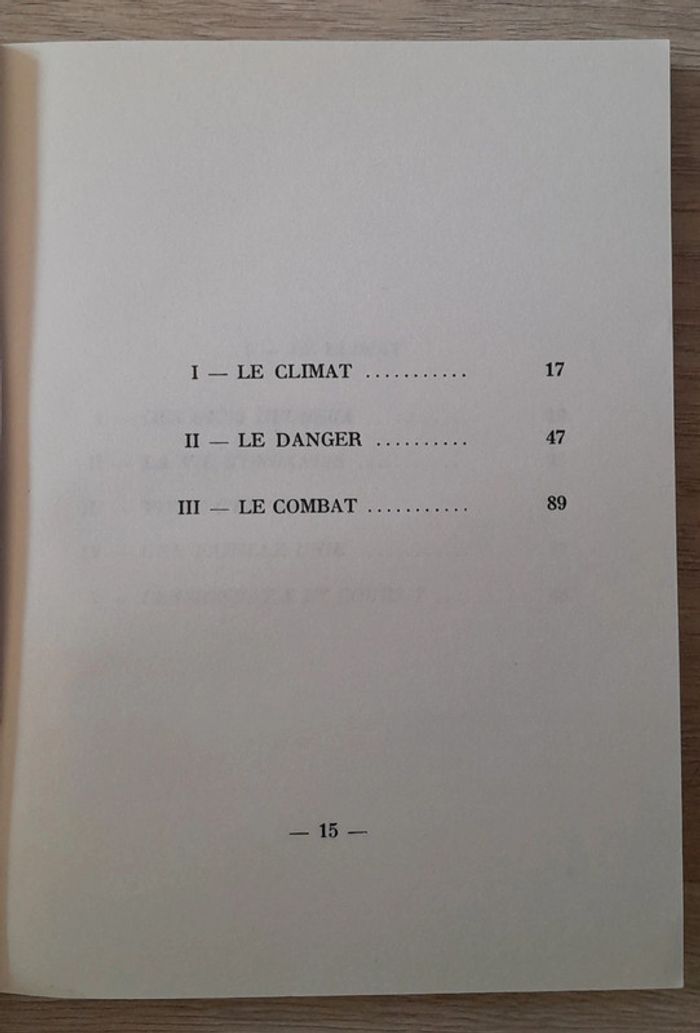 I — LE CLIMAT ........... 17
II — LE DANGER .......... 47
III — LE COMBAT ........... 89
— 15 —